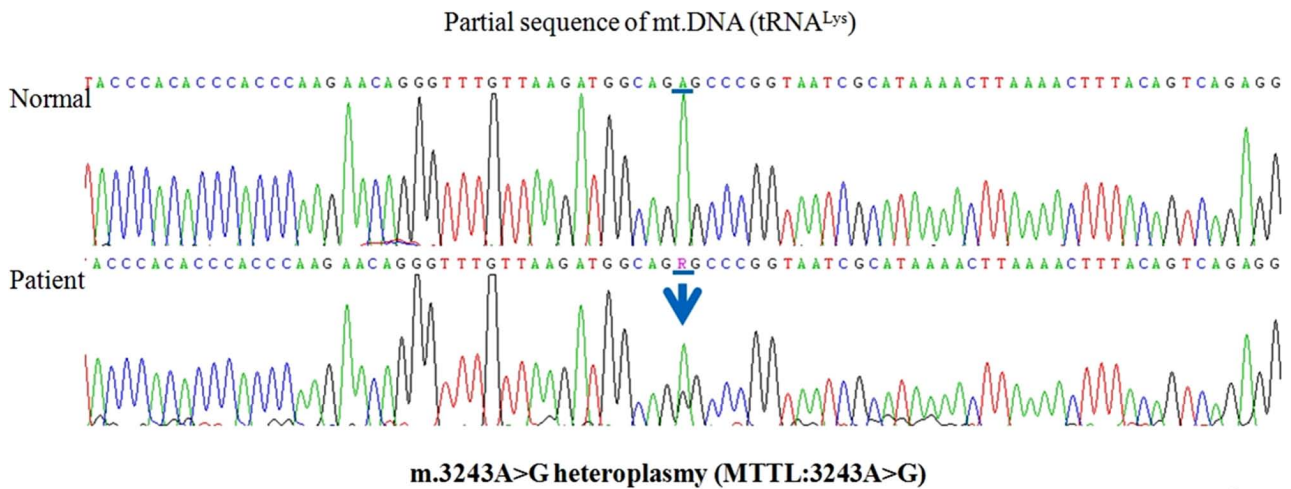 Partial sequence of mt.DNA (tRNALys)
TACCCACACCCACCCAAGAACAGGGTTTGTTAAGATGGCAGAGCCCGGTAATCGCATAAAACTTAAAACTTTACAGTCAGAGG
Normal
ACCCACACCCACCCAAGAACAGGGTTTGTTAAGATGGCAGRGCCCGGTAATCGCATAAAACTTAAAACTTTACAGTCAGAGG
Patient
m.3243A>G heteroplasmy (MTTL:3243A>G)